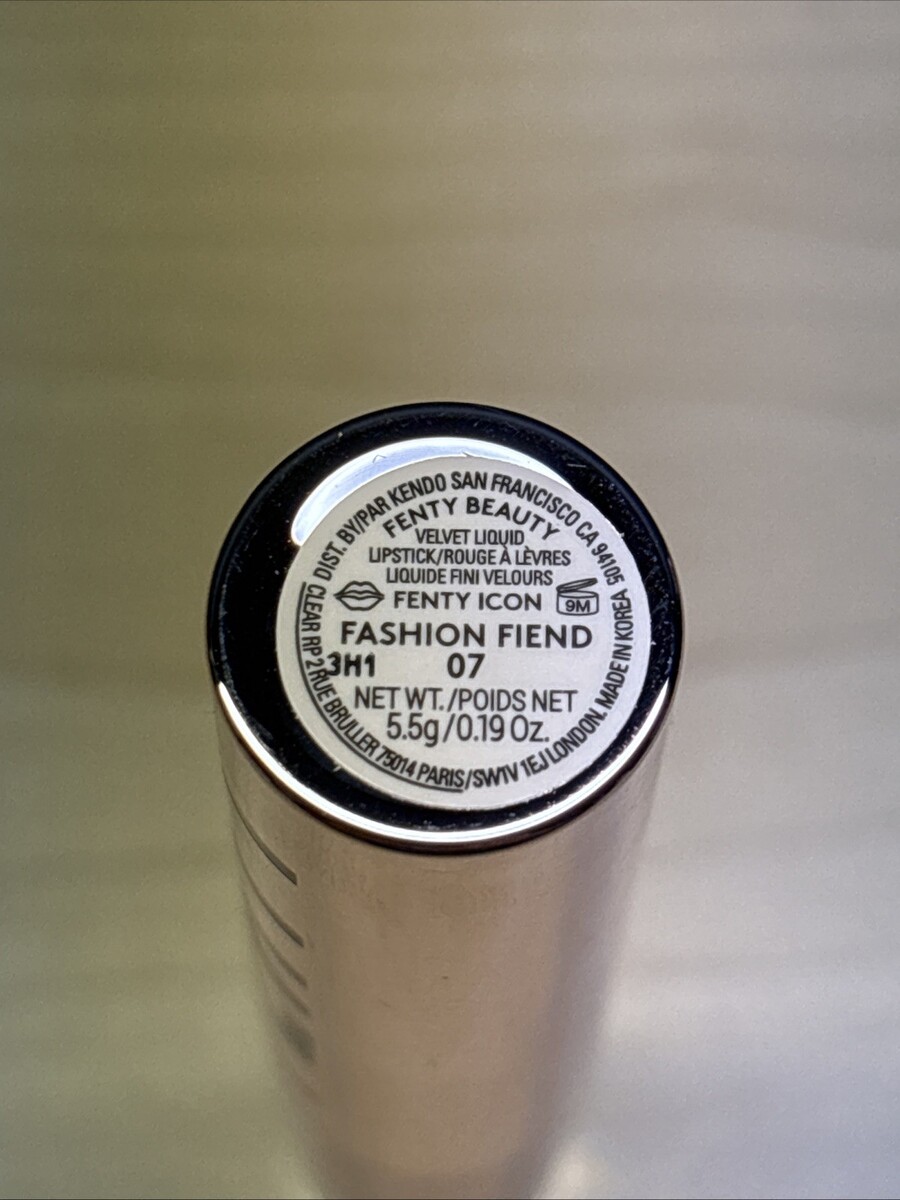 DIST. BY/PAR KENDO SAN FRANCISCO CA 94105
FENTY BEAUTY
VELVET LIQUID
LIPSTICK/ROUGE À LÈVRES
LIQUIDE FINI VELOURS
FENTY ICON 9M
FASHION FIEND
3H1 07
NET WT./POIDS NET
5.5g/0.19 Oz.
CLEAR RP 2 RUE BRULLER 75014 PARIS/SW1V 1EJ LONDON. MADE IN KOREA